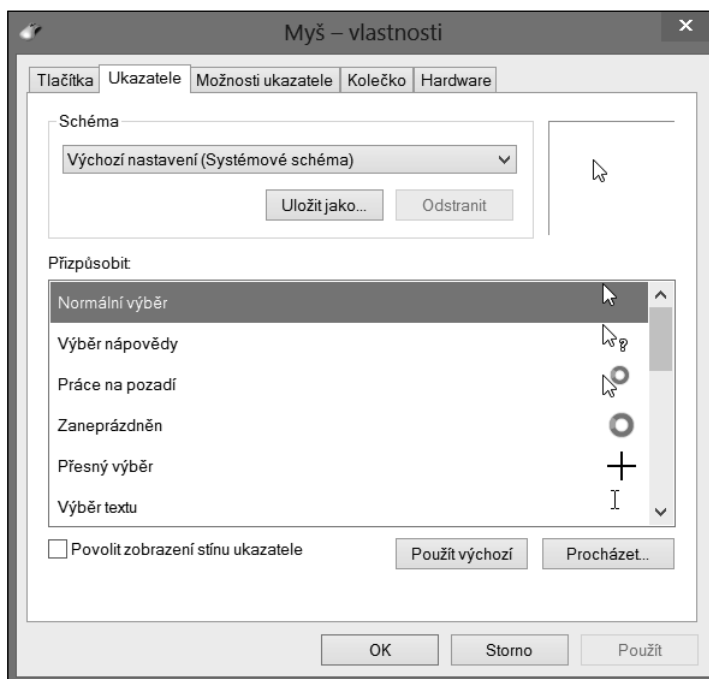 Myš – vlastnosti
Tlačítka Ukazatele Možnosti ukazatele Kolečko Hardware
Schéma
Výchozí nastavení (Systémové schéma)
Uložit jako... Odstranit
Přizpůsobit:
Normální výběr
Výběr nápovědy
Práce na pozadí
Zaneprázdněn
Přesný výběr
Výběr textu
Povolit zobrazení stínu ukazatele Použít výchozí Procházet...
OK Storno Použít